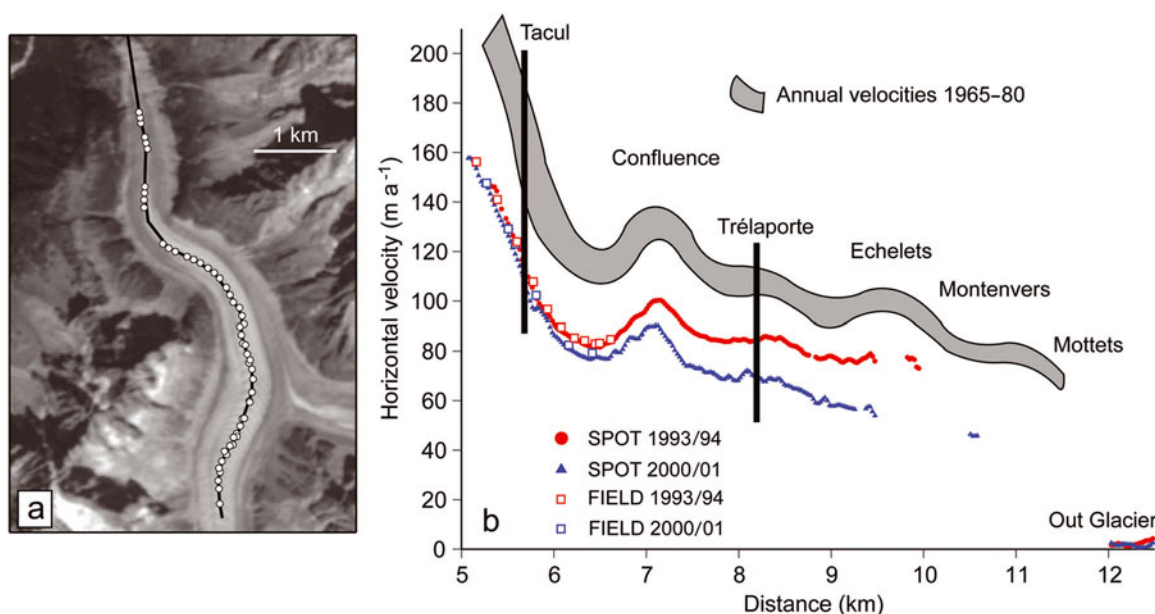 1 km
a
Tacul
Annual velocities 1965–80
Confluence
Trélaporte
Echelets
Montenvers
Mottets
SPOT 1993/94
SPOT 2000/01
FIELD 1993/94
FIELD 2000/01
b
Out Glacier
Horizontal velocity (m a⁻¹)
200
180
160
140
120
100
80
60
40
20
0
5
6
7
8
9
10
11
12
Distance (km)